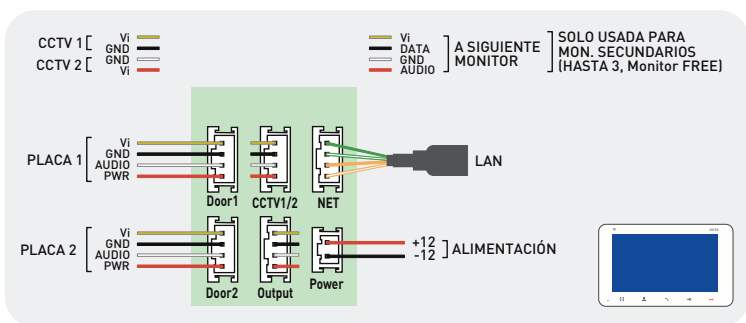 CCTV 1
Vi
GND
CCTV 2
GND
Vi
Vi
DATA
GND
AUDIO
A SIGUIENTE
MONITOR
SOLO USADA PARA
MON. SECUNDARIOS
(HASTA 3, Monitor FREE)
PLACA 1
Vi
GND
AUDIO
PWR
Door1
CCTV1/2
NET
LAN
PLACA 2
Vi
GND
AUDIO
PWR
Door2
Output
Power
+12
-12
ALIMENTACIÓN